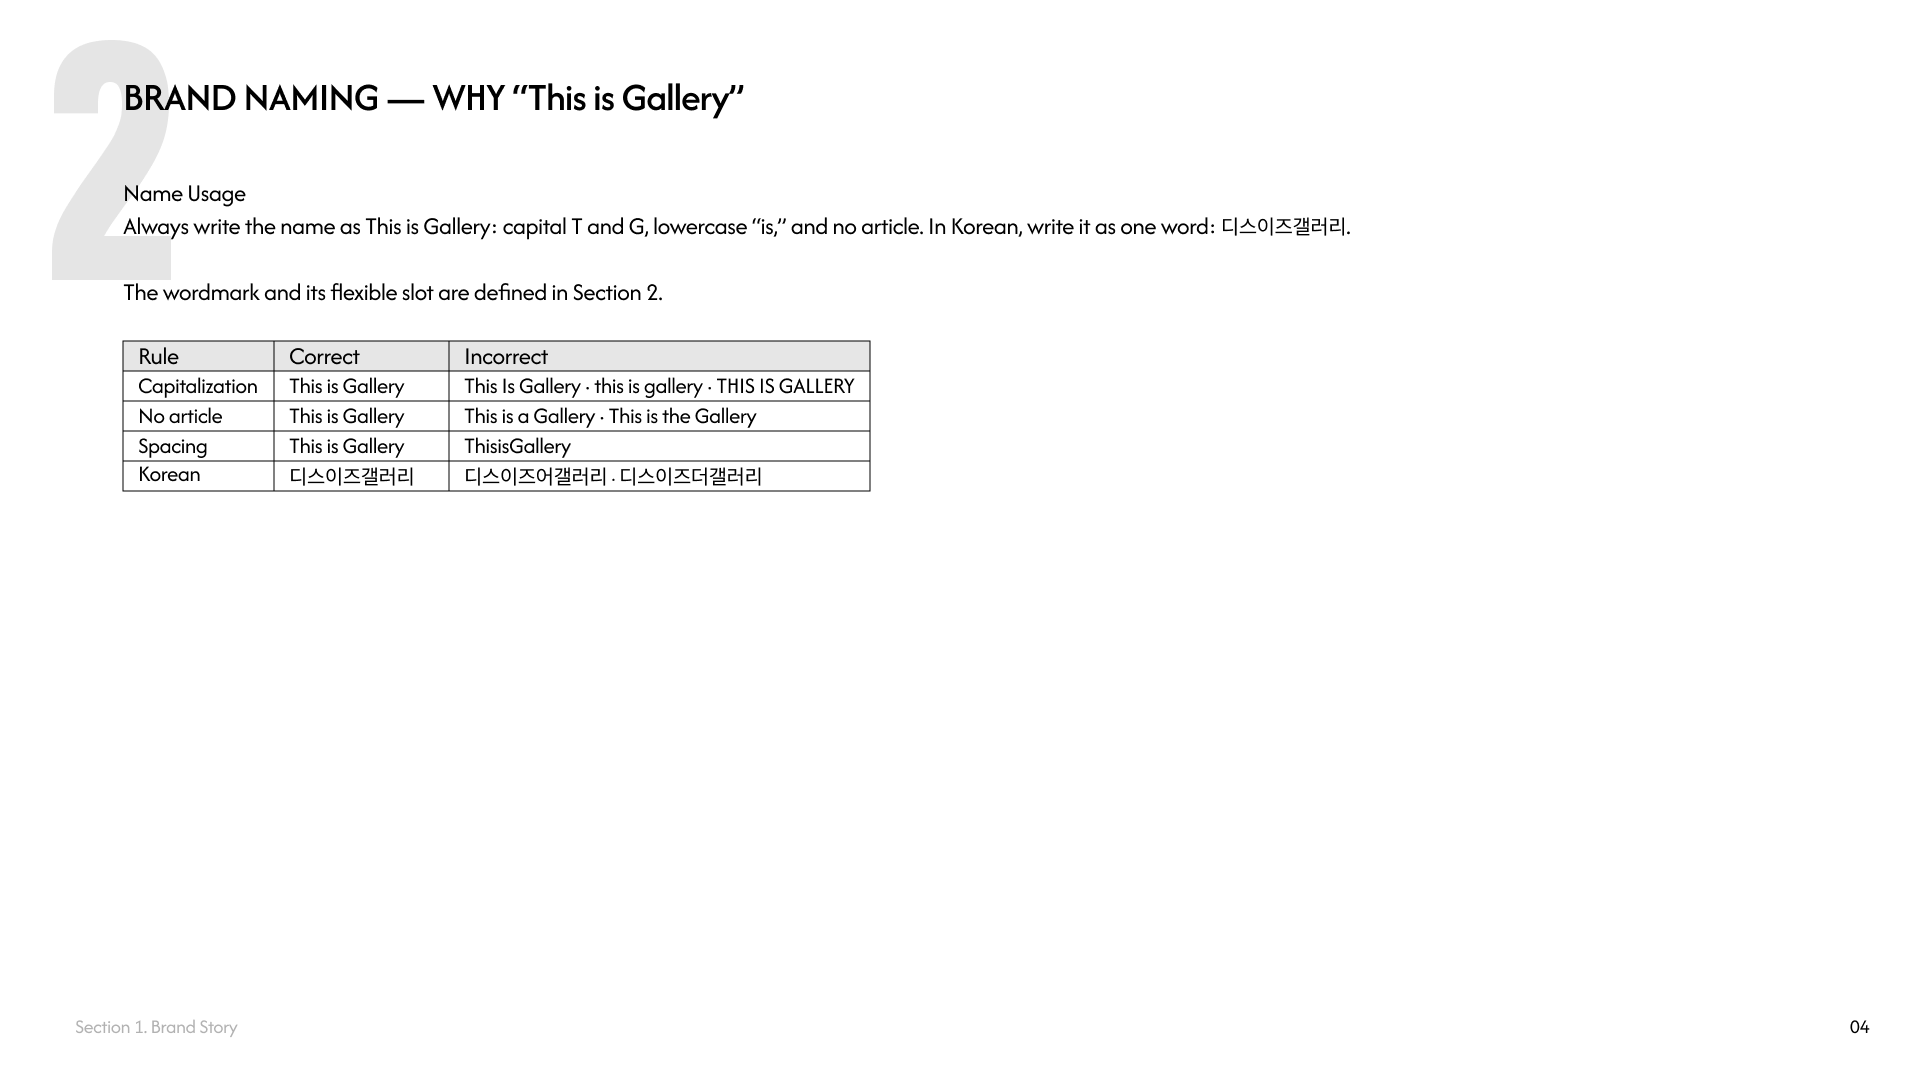 2
BRAND NAMING — WHY “This is Gallery”
Name Usage
Always write the name as This is Gallery: capital T and G, lowercase “is,” and no article. In Korean, write it as one word: 디스이즈갤러리.
The wordmark and its flexible slot are defined in Section 2.
Rule Correct Incorrect
Capitalization This is Gallery This Is Gallery · this is gallery · THIS IS GALLERY
No article This is Gallery This is a Gallery · This is the Gallery
Spacing This is Gallery ThisisGallery
Korean 디스이즈갤러리 디스이즈어갤러리 · 디스이즈더갤러리
Section 1. Brand Story
04